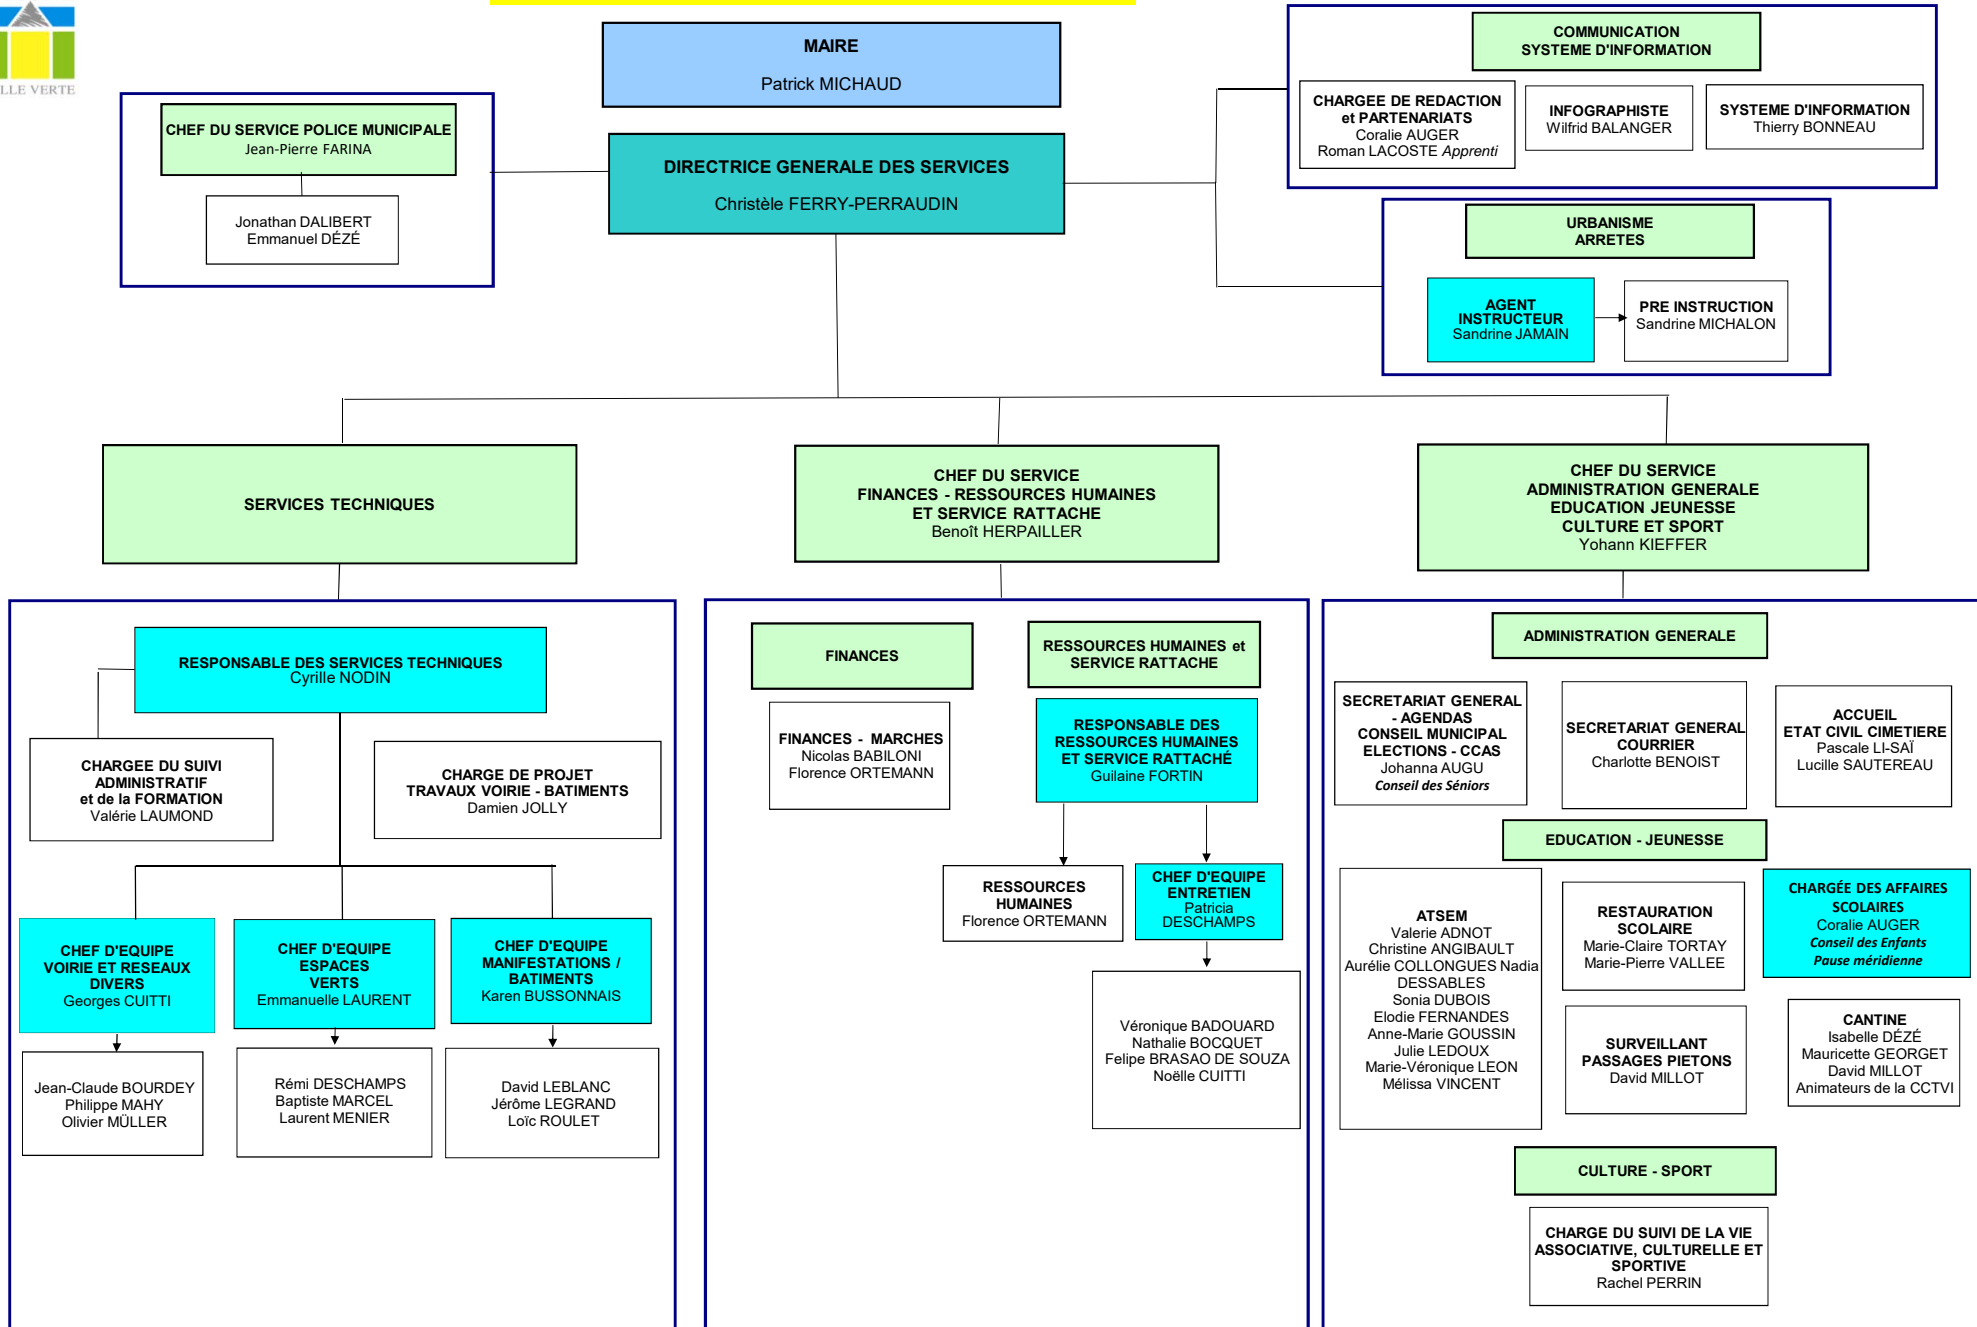 LLE VERTE
MAIRE
Patrick MICHAUD
CHEF DU SERVICE POLICE MUNICIPALE
Jean-Pierre FARINA
Jonathan DALIBERT
Emmanuel DÉZÉ
DIRECTRICE GENERALE DES SERVICES
Christèle FERRY-PERRAUDIN
COMMUNICATION
SYSTEME D'INFORMATION
CHARGEE DE REDACTION
et PARTENARIATS
Coralie AUGER
Roman LACOSTE Apprenti
INFOGRAPHISTE
Wilfrid BALANGER
SYSTEME D'INFORMATION
Thierry BONNEAU
URBANISME
ARRETES
AGENT
INSTRUCTEUR
Sandrine JAMAIN
PRE INSTRUCTION
Sandrine MICHALON
SERVICES TECHNIQUES
CHEF DU SERVICE
FINANCES - RESSOURCES HUMAINES
ET SERVICE RATTACHE
Benoît HERPAILLER
CHEF DU SERVICE
ADMINISTRATION GENERALE
EDUCATION JEUNESSE
CULTURE ET SPORT
Yohann KIEFFER
RESPONSABLE DES SERVICES TECHNIQUES
Cyrille NODIN
CHARGEE DU SUIVI
ADMINISTRATIF
et de la FORMATION
Valérie LAUMOND
CHARGE DE PROJET
TRAVAUX VOIRIE - BATIMENTS
Damien JOLLY
CHEF D'EQUIPE
VOIRIE ET RESEAUX
DIVERS
Georges CUITTI
CHEF D'EQUIPE
ESPACES
VERTS
Emmanuelle LAURENT
CHEF D'EQUIPE
MANIFESTATIONS /
BATIMENTS
Karen BUSSONNAIS
Jean-Claude BOURDEY
Philippe MAHY
Olivier MÜLLER
Rémi DESCHAMPS
Baptiste MARCEL
Laurent MENIER
David LEBLANC
Jérôme LEGRAND
Loïc ROULET
FINANCES
FINANCES - MARCHES
Nicolas BABILONI
Florence ORTEMANN
RESSOURCES HUMAINES et
SERVICE RATTACHE
RESPONSABLE DES
RESSOURCES HUMAINES
ET SERVICE RATTACHÉ
Guilaine FORTIN
RESSOURCES
HUMAINES
Florence ORTEMANN
CHEF D'EQUIPE
ENTRETIEN
Patricia
DESCHAMPS
Véronique BADOUARD
Nathalie BOCQUET
Felipe BRASAO DE SOUZA
Noëlle CUITTI
ADMINISTRATION GENERALE
SECRETARIAT GENERAL
- AGENDAS
CONSEIL MUNICIPAL
ELECTIONS - CCAS
Johanna AUGU
Conseil des Séniors
SECRETARIAT GENERAL
COURRIER
Charlotte BENOIST
ACCUEIL
ETAT CIVIL CIMETIERE
Pascale LI-SAÏ
Lucille SAUTEREAU
EDUCATION - JEUNESSE
ATSEM
Valerie ADNOT
Christine ANGIBAULT
Aurélie COLLONGUES Nadia
DESSABLES
Sonia DUBOIS
Elodie FERNANDES
Anne-Marie GOUSSIN
Julie LEDOUX
Marie-Véronique LEON
Mélissa VINCENT
RESTAURATION
SCOLAIRE
Marie-Claire TORTAY
Marie-Pierre VALLEE
CHARGÉE DES AFFAIRES
SCOLAIRES
Coralie AUGER
Conseil des Enfants
Pause méridienne
SURVEILLANT
PASSAGES PIETONS
David MILLOT
CANTINE
Isabelle DÉZÉ
Mauricette GEORGET
David MILLOT
Animateurs de la CCTVI
CULTURE - SPORT
CHARGE DU SUIVI DE LA VIE
ASSOCIATIVE, CULTURELLE ET
SPORTIVE
Rachel PERRIN